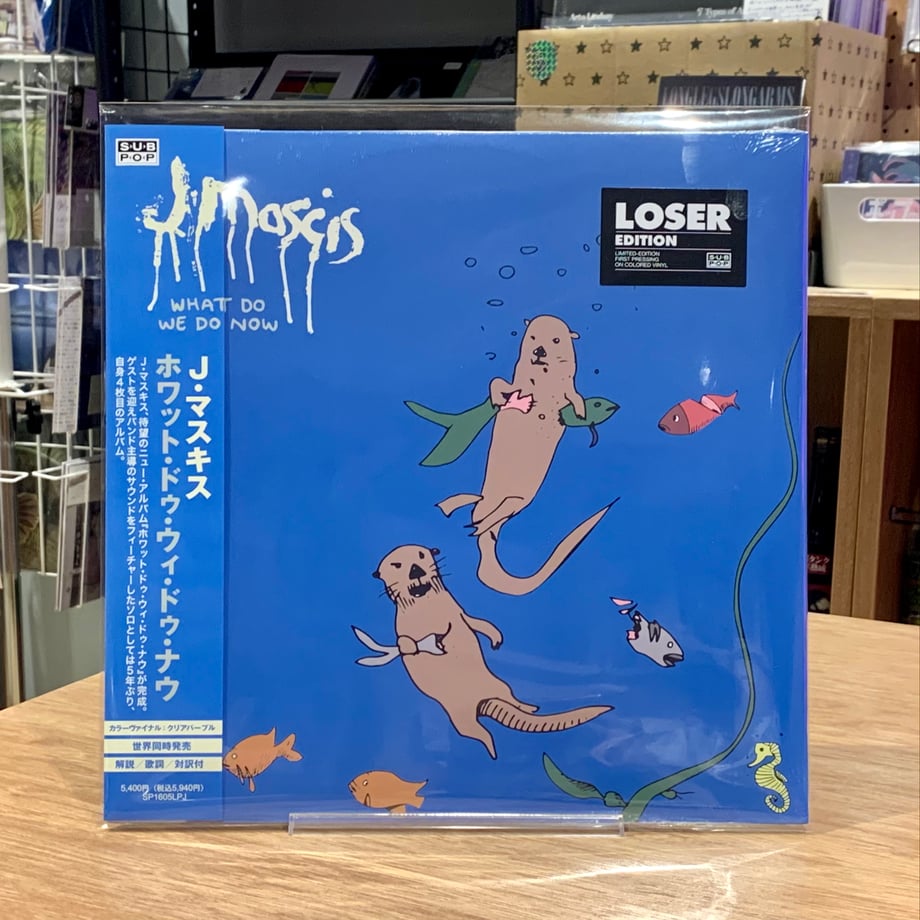 SUB
POP
J Mascis
WHAT DO
WE DO NOW
LOSER
EDITION
LIMITED-EDITION
FIRST PRESSING
ON COLORED VINYL
SUB
POP
J・マスキス
ホワット・ドゥ・ウィ・ドゥ・ナウ
J・マスキス、待望のニュー・アルバム『ホワット・ドゥ・ウィ・ドゥ・ナウ』が完成。
ゲストを迎えバンド主導のサウンドをフィーチャーしたソロとしては5年ぶり、
自身4枚目のアルバム。
カラーヴァイナル：クリアパープル
世界同時発売
解説／歌詞／対訳付
5,400円（税込5,940円）
SP1605LPJ